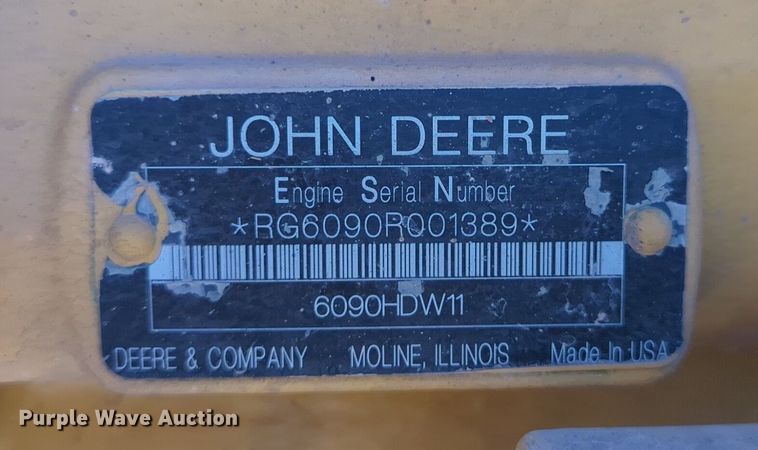 JOHN DEERE
Engine Serial Number
*RG6090R001389*
6090HDW11
DEERE & COMPANY MOLINE, ILLINOIS Made In USA
Purple Wave Auction